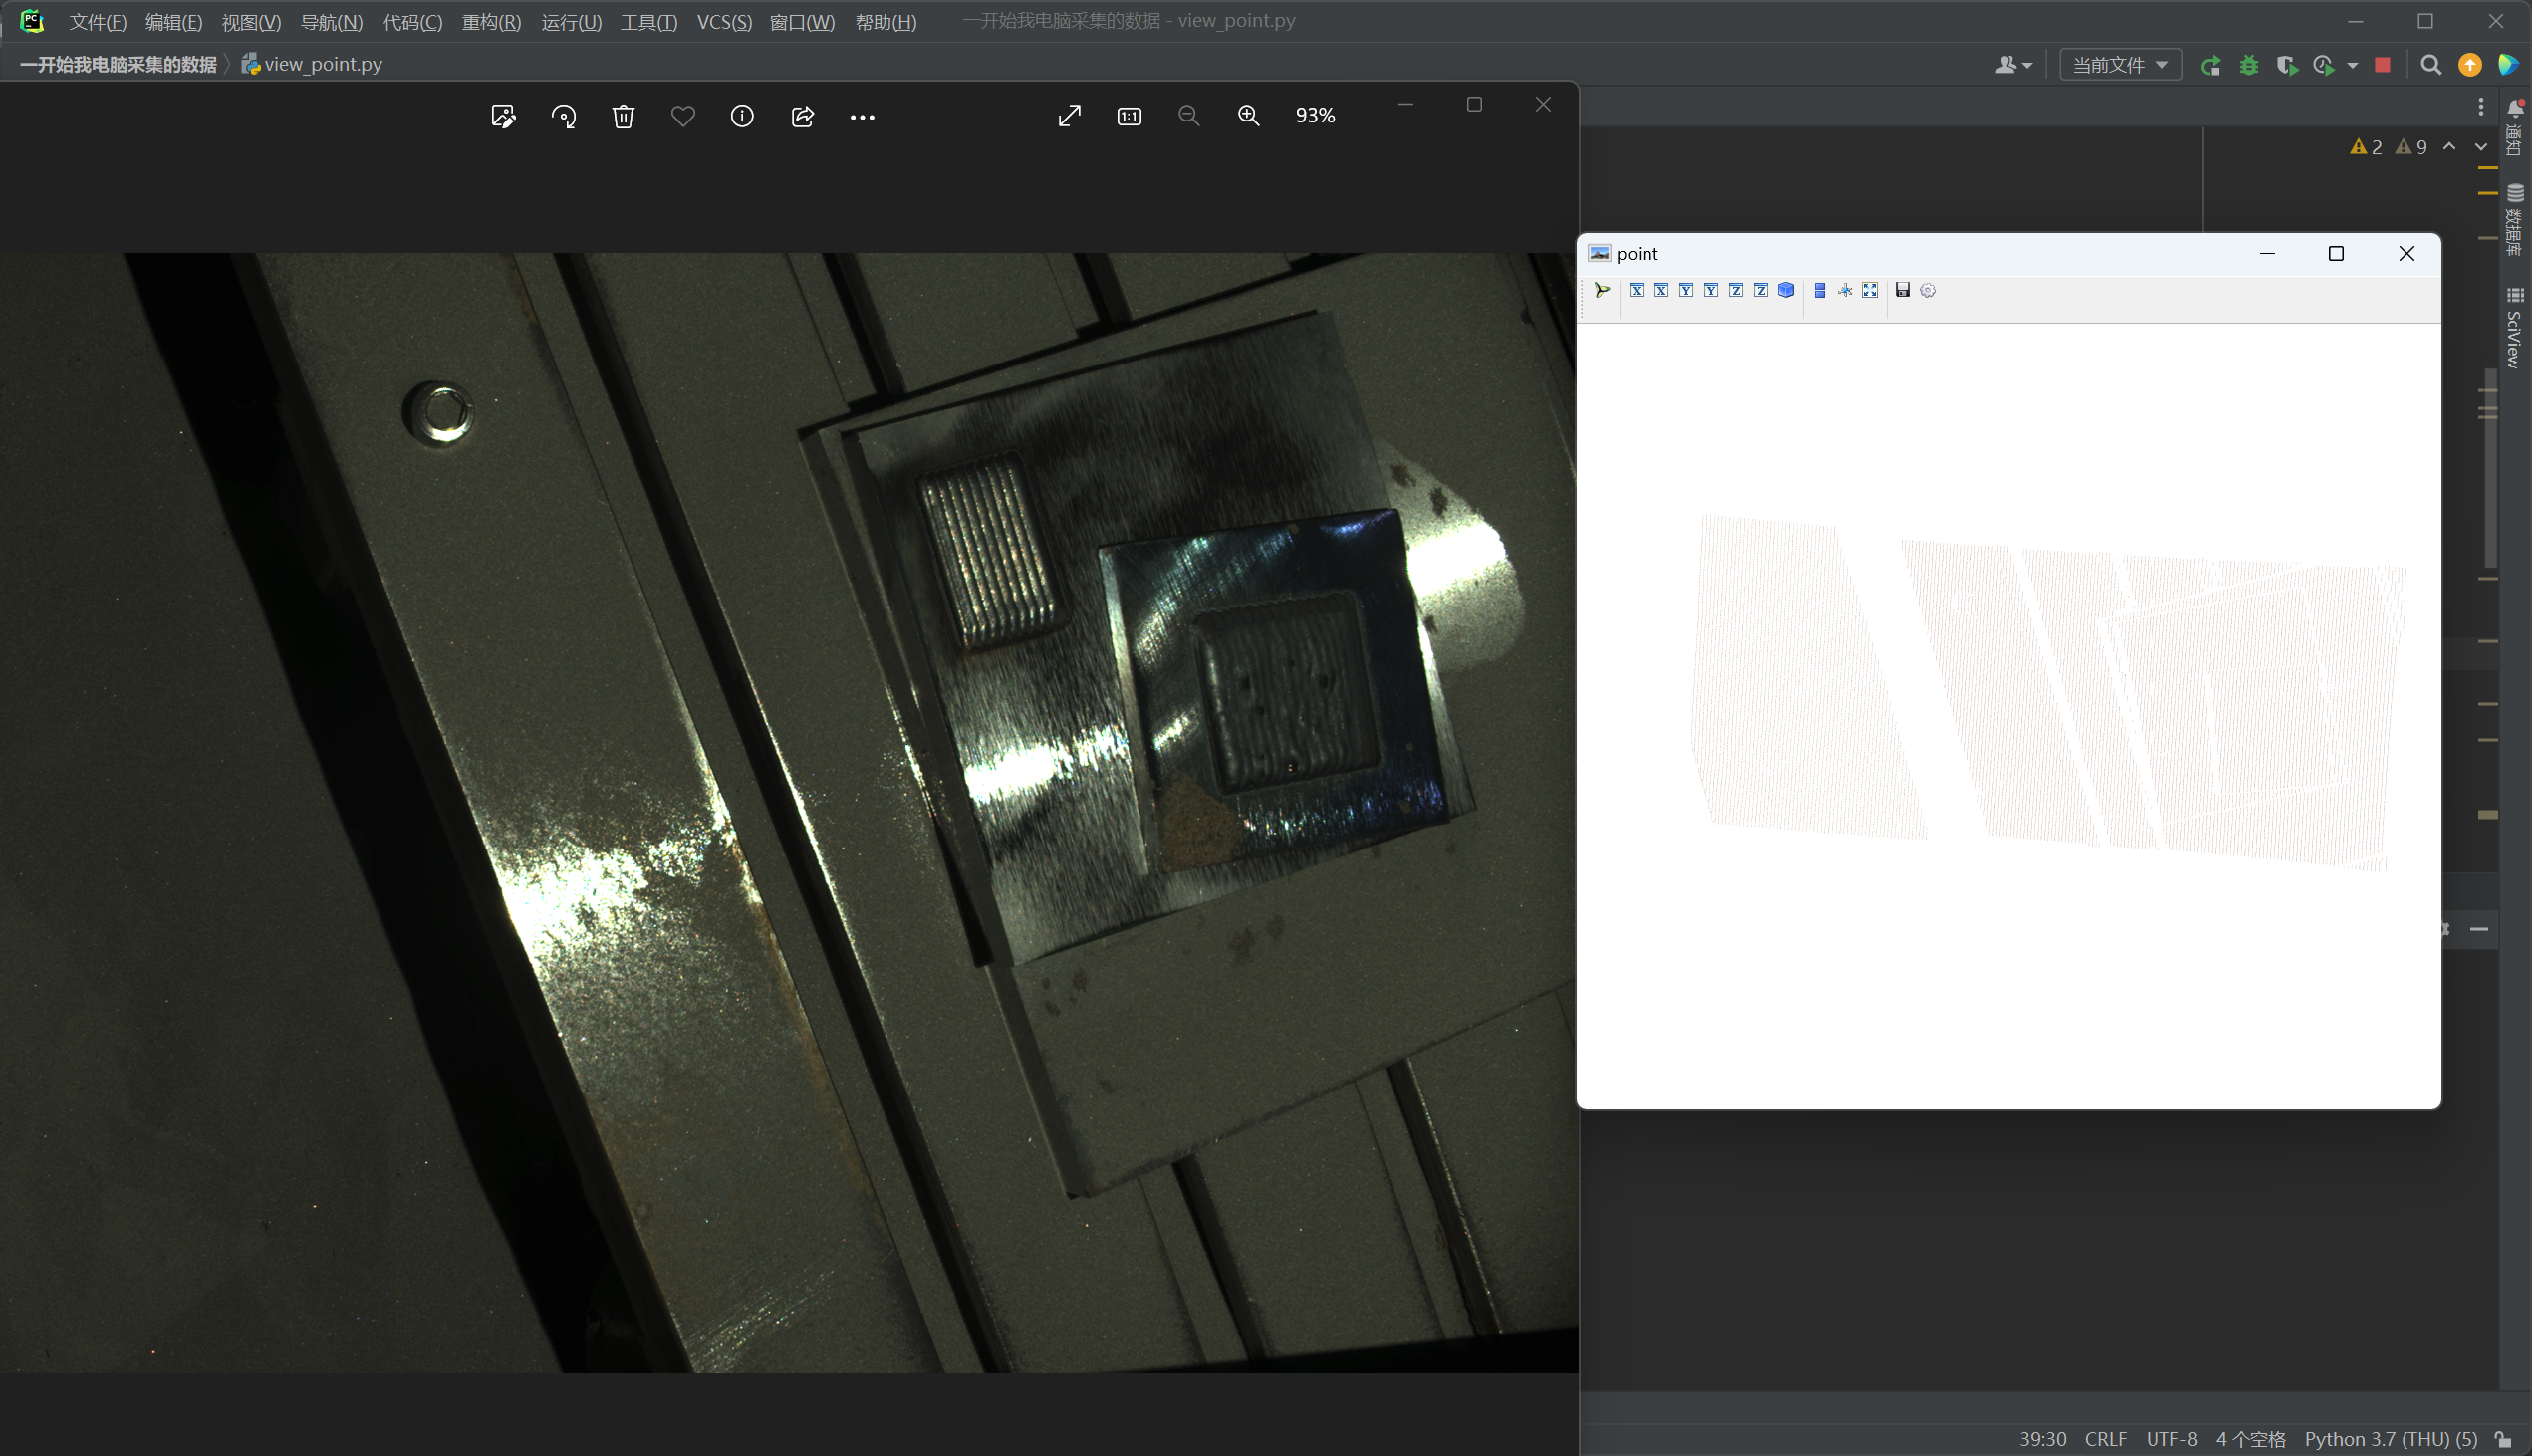 文件(F) 编辑(E) 视图(V) 导航(N) 代码(C) 重构(R) 运行(U) 工具(T) VCS(S) 窗口(W) 帮助(H) 一开始我电脑采集的数据 - view_point.py
一开始我电脑采集的数据 view_point.py 当前文件
1:1 93%
2 9
通知
数据库
SciView
point
X X Y Y Z Z
39:30 CRLF UTF-8 4 个空格 Python 3.7 (THU) (5)